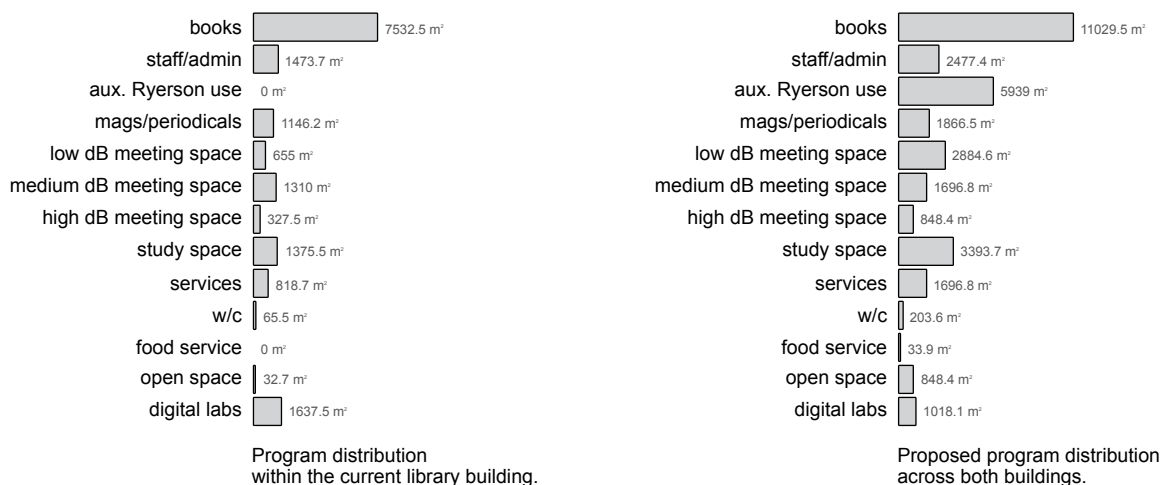 books 7532.5 m²
staff/admin 1473.7 m²
aux. Ryerson use 0 m²
mags/periodicals 1146.2 m²
low dB meeting space 655 m²
medium dB meeting space 1310 m²
high dB meeting space 327.5 m²
study space 1375.5 m²
services 818.7 m²
w/c 65.5 m²
food service 0 m²
open space 32.7 m²
digital labs 1637.5 m²
Program distribution
within the current library building.
books 11029.5 m²
staff/admin 2477.4 m²
aux. Ryerson use 5939 m²
mags/periodicals 1866.5 m²
low dB meeting space 2884.6 m²
medium dB meeting space 1696.8 m²
high dB meeting space 848.4 m²
study space 3393.7 m²
services 1696.8 m²
w/c 203.6 m²
food service 33.9 m²
open space 848.4 m²
digital labs 1018.1 m²
Proposed program distribution
across both buildings.